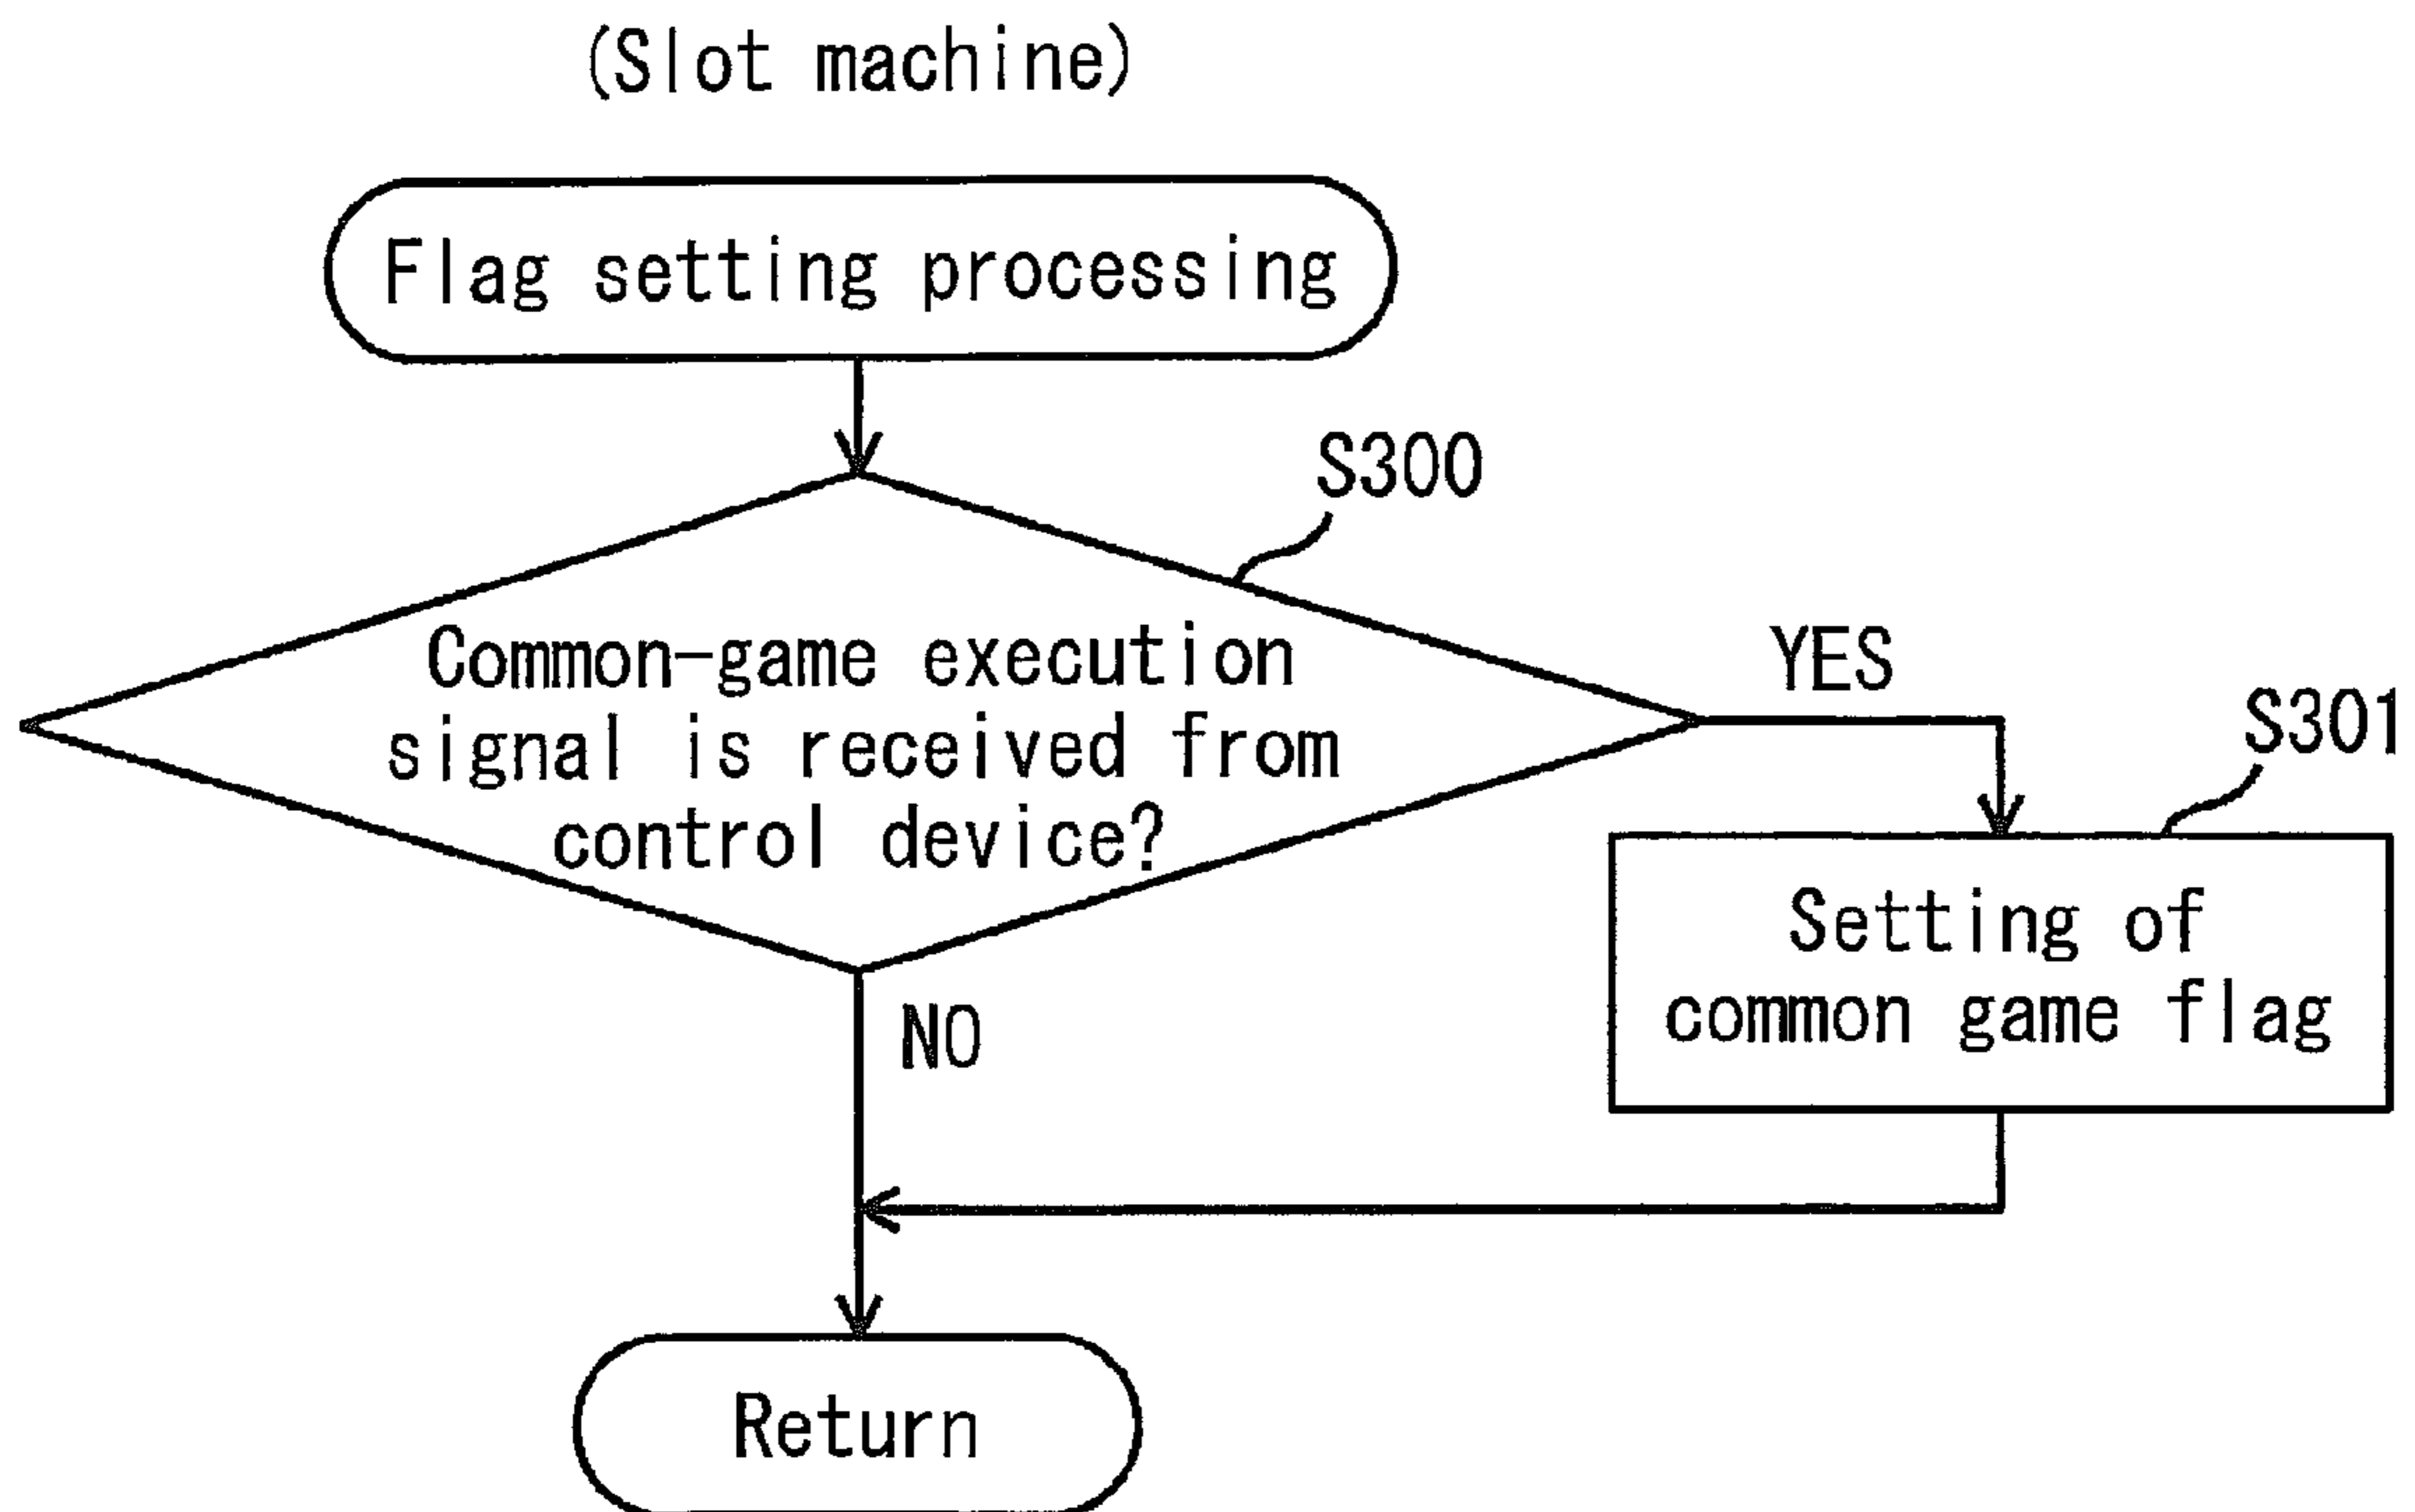 (Slot machine)
Flag setting processing
S300
Common-game execution
signal is received from
control device?
YES
S301
Setting of
common game flag
NO
Return